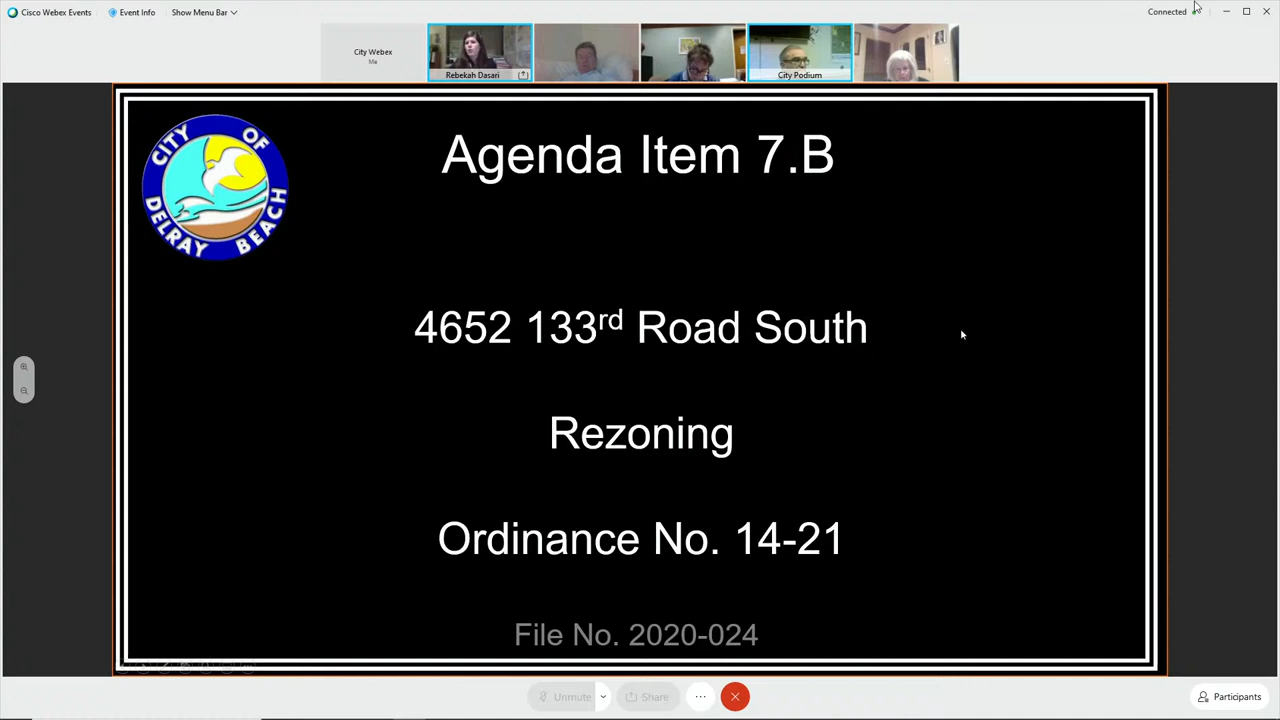 Cisco Webex Events Event Info Show Menu Bar Connected
City Webex
Me
Rebekah Dasari
City Podium
CITY OF DELRAY BEACH
Agenda Item 7.B
4652 133rd Road South
Rezoning
Ordinance No. 14-21
File No. 2020-024
Unmute Share Participants